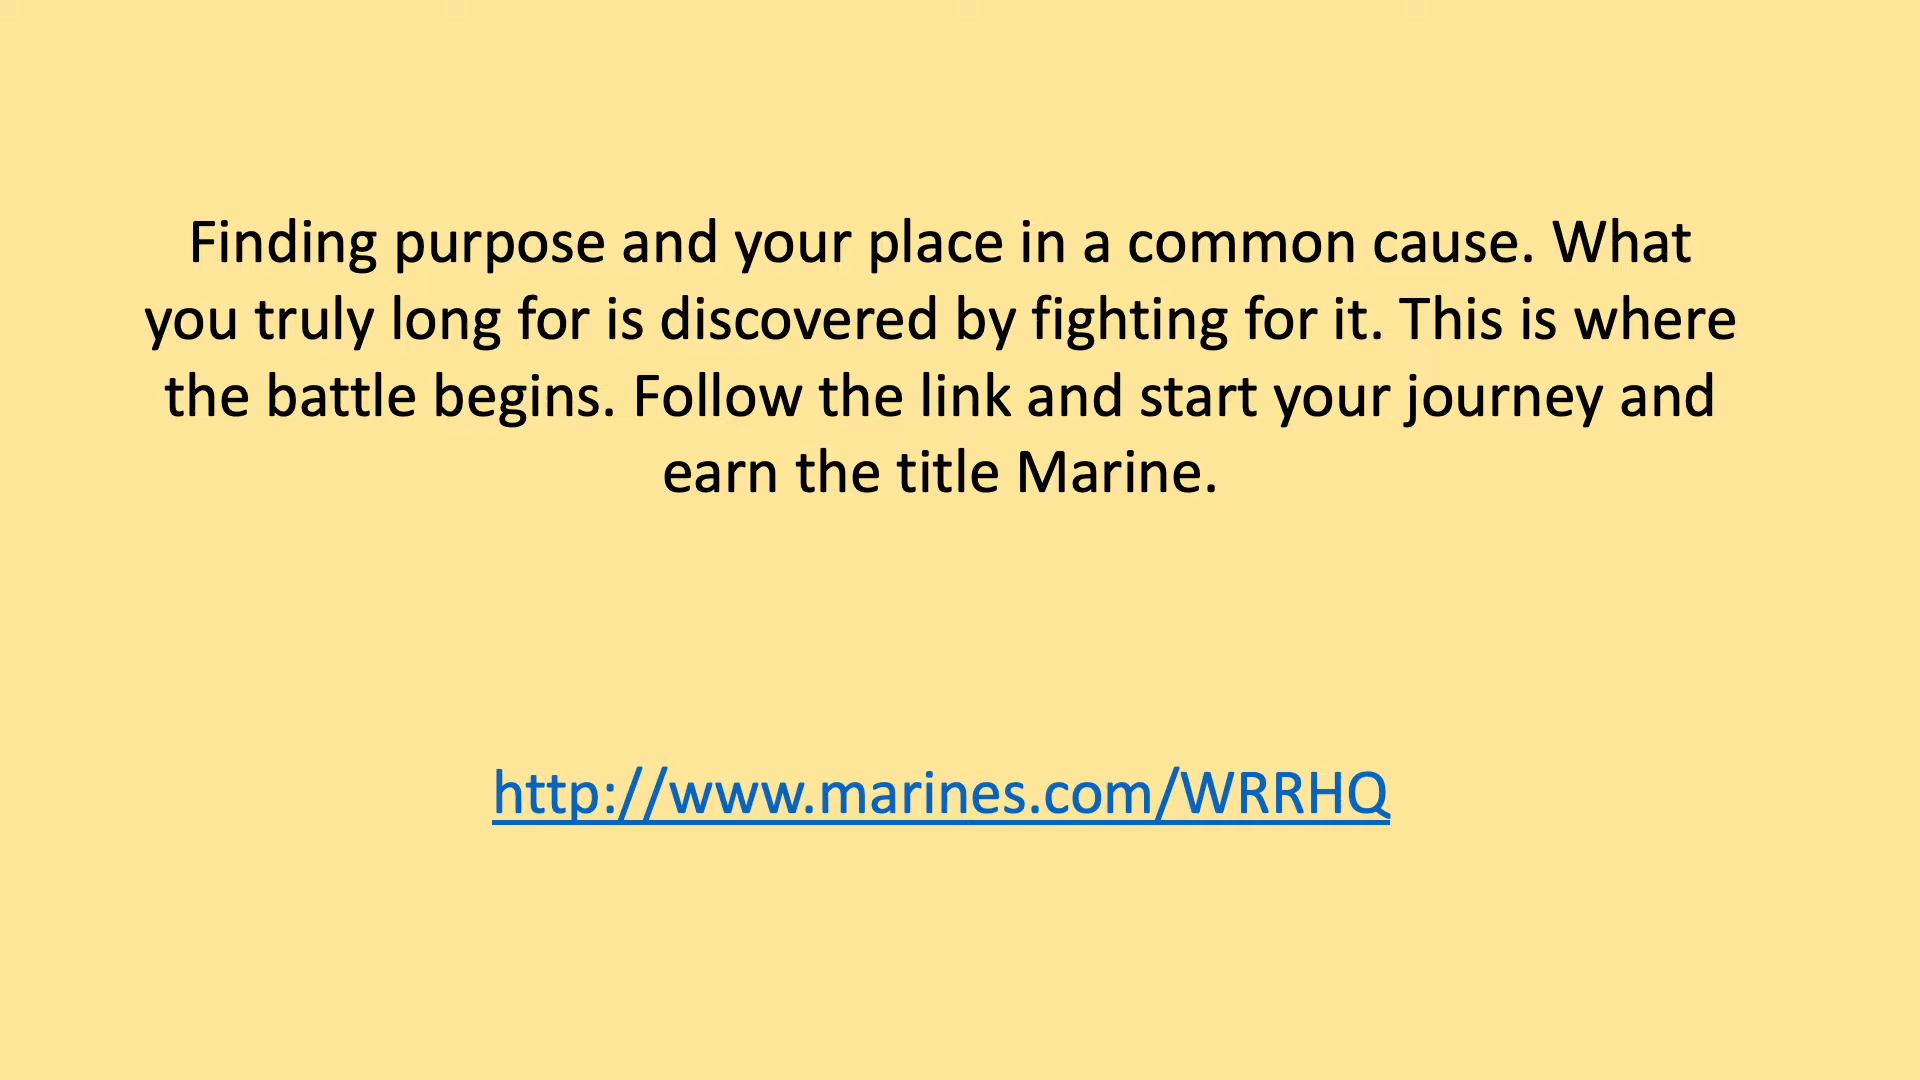 Finding purpose and your place in a common cause. What
you truly long for is discovered by fighting for it. This is where
the battle begins. Follow the link and start your journey and
earn the title Marine.
http://www.marines.com/WRRHQ